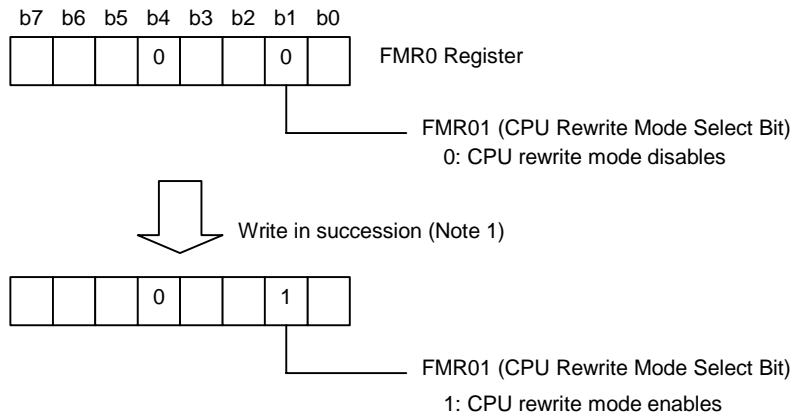 b7 b6 b5 b4 b3 b2 b1 b0
0 0 FMR0 Register
FMR01 (CPU Rewrite Mode Select Bit)
0: CPU rewrite mode disables
Write in succession (Note 1)
0 1
FMR01 (CPU Rewrite Mode Select Bit)
1: CPU rewrite mode enables